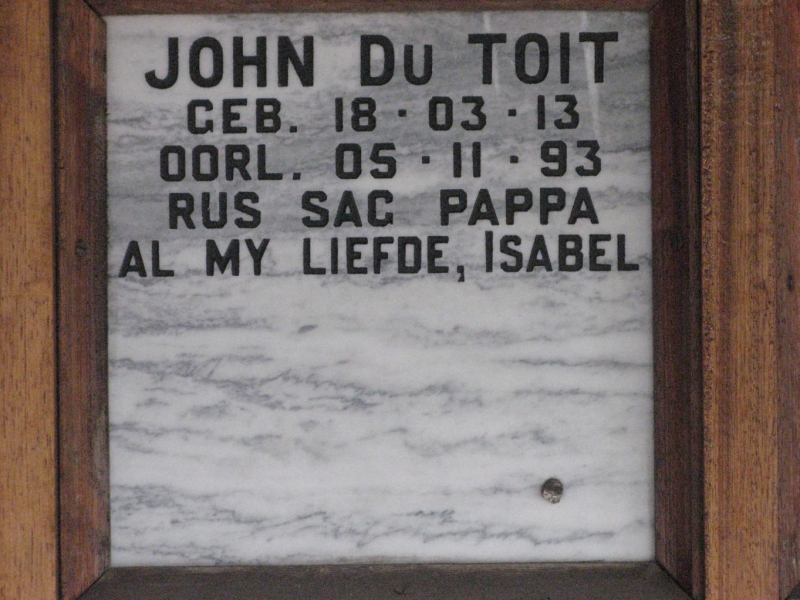 JOHN DU TOIT
GEB. 18 · 03 · 13
OORL. 05 · 11 · 93
RUS SAG PAPPA
AL MY LIEFDE, ISABEL